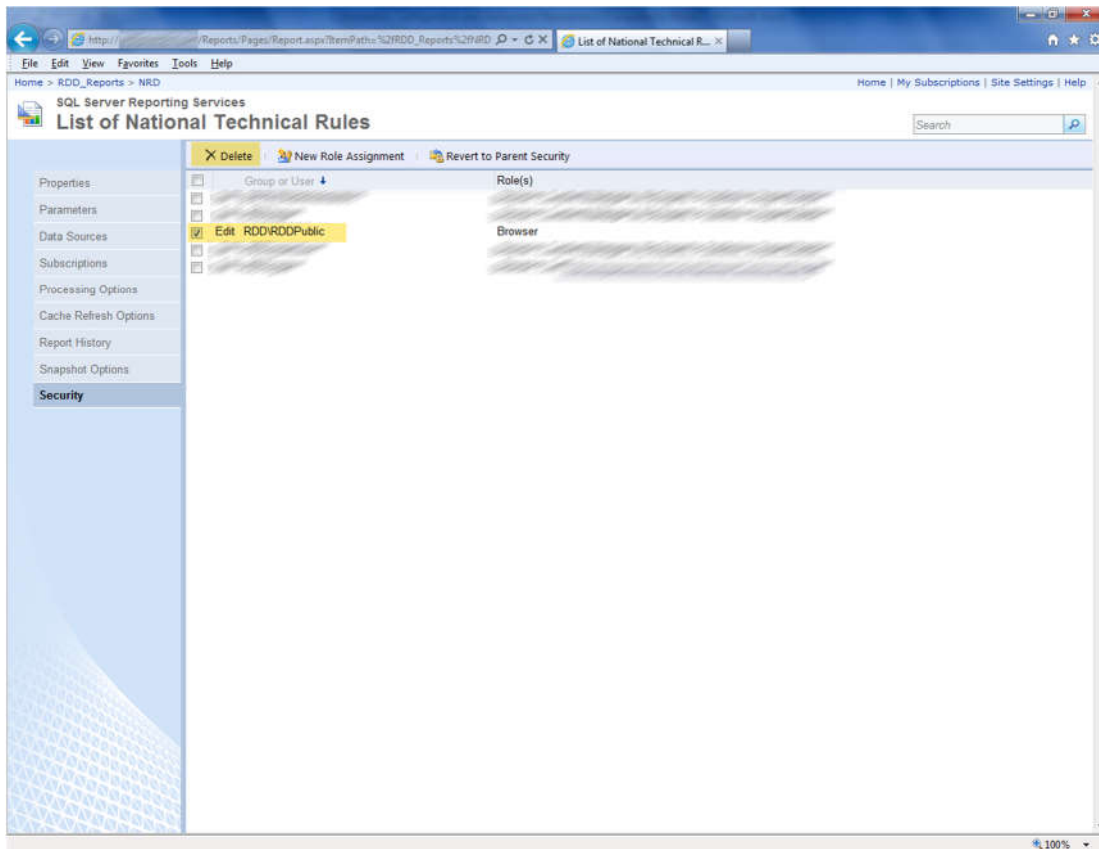 http://
/Reports/Pages/Report.aspx?ItemPath=%2fRDD_Reports%2fNRD
List of National Technical R...
File Edit View Favorites Tools Help
Home > RDD_Reports > NRD
Home | My Subscriptions | Site Settings | Help
SQL Server Reporting Services
List of National Technical Rules
Search
Delete New Role Assignment Revert to Parent Security
Group or User Role(s)
Edit RDD\RDDPublic Browser
Properties
Parameters
Data Sources
Subscriptions
Processing Options
Cache Refresh Options
Report History
Snapshot Options
Security
100%